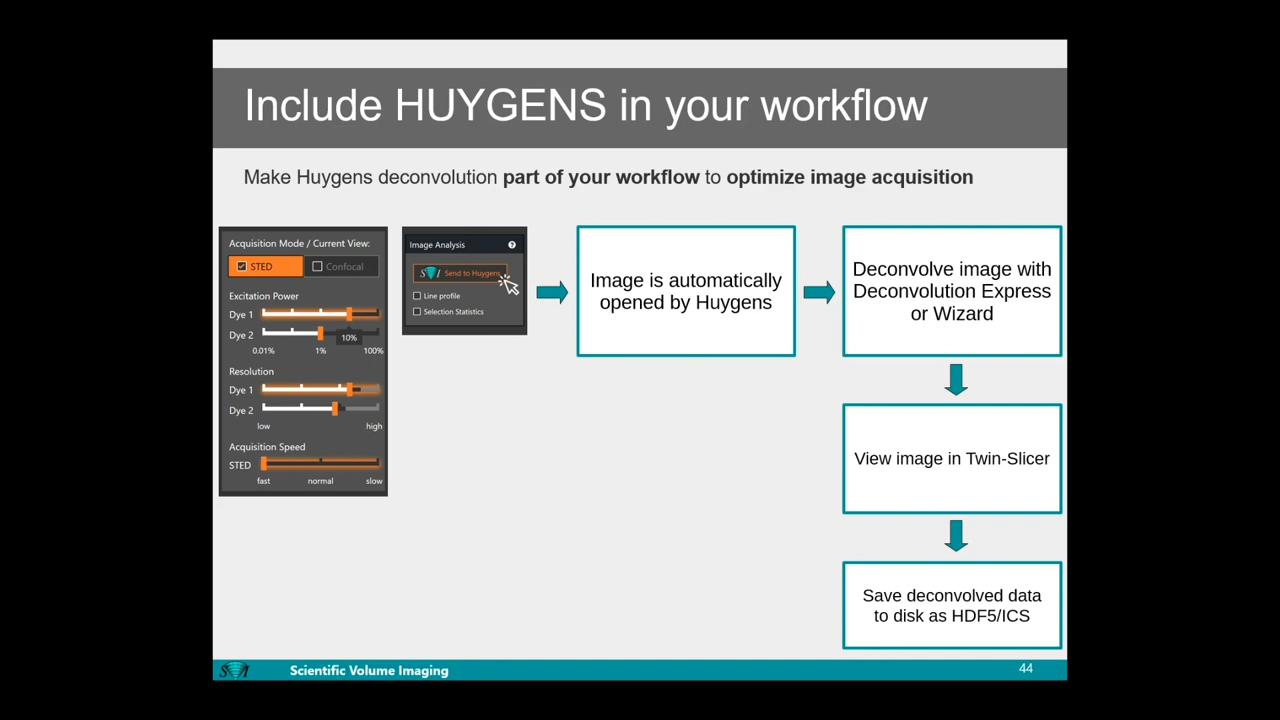 Include HUYGENS in your workflow
Make Huygens deconvolution part of your workflow to optimize image acquisition
Acquisition Mode / Current View:
STED
Confocal
Excitation Power
Dye 1
Dye 2
10%
0.01%
1%
100%
Resolution
Dye 1
Dye 2
low
high
Acquisition Speed
STED
fast
normal
slow
Image Analysis
?
SVI
Send to Huygens
Line profile
Selection Statistics
Image is automatically
opened by Huygens
Deconvolve image with
Deconvolution Express
or Wizard
View image in Twin-Slicer
Save deconvolved data
to disk as HDF5/ICS
SVI
Scientific Volume Imaging
44